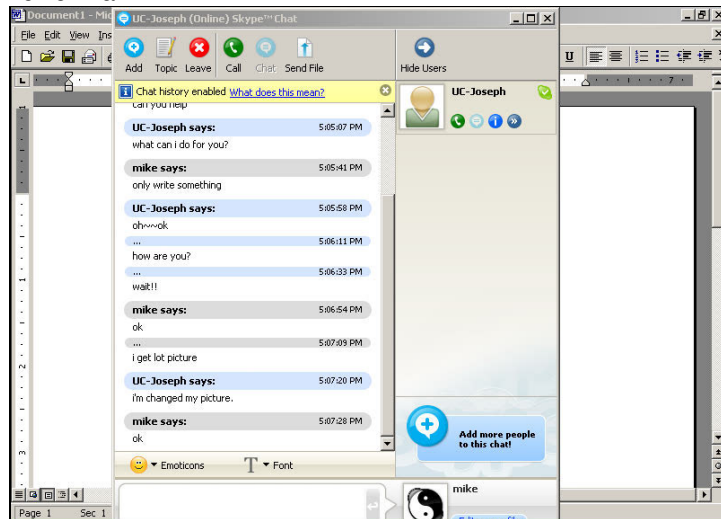 Document1 - Mic
UC-Joseph (Online) Skype™ Chat
File Edit View Ins
Add Topic Leave Call Chat Send File Hide Users
U
Chat history enabled What does this mean?
UC-Joseph
can you help
UC-Joseph says: 5:05:07 PM
what can i do for you?
mike says: 5:05:41 PM
only write something
UC-Joseph says: 5:05:58 PM
oh~~ok
... 5:06:11 PM
how are you?
... 5:06:33 PM
wait!!
mike says: 5:06:54 PM
ok
... 5:07:09 PM
i get lot picture
UC-Joseph says: 5:07:20 PM
i'm changed my picture.
mike says: 5:07:28 PM
ok
Add more people
to this chat!
Emoticons T Font
mike
Page 1 Sec 1